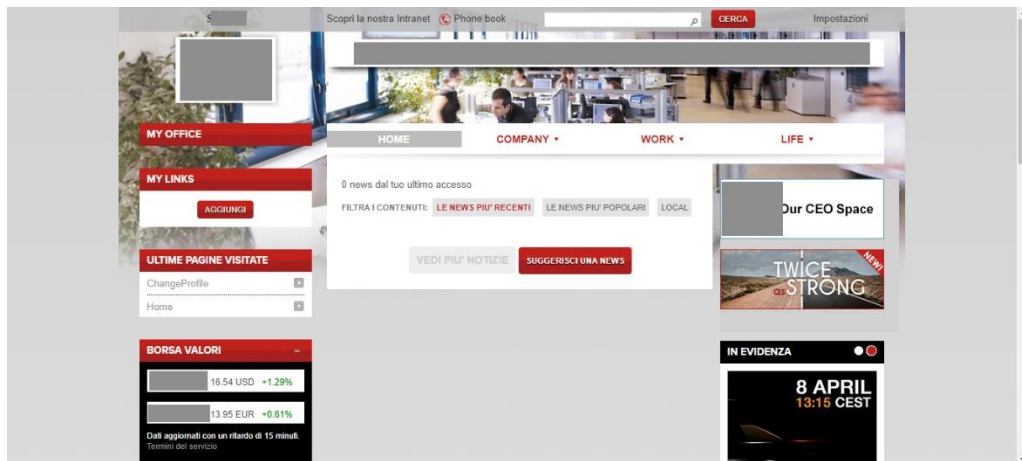 S
Scopri la nostra Intranet Phone book CERCA Impostazioni
MY OFFICE
HOME COMPANY WORK LIFE
MY LINKS
AGGIUNGI
0 news dal tuo ultimo accesso
FILTRA I CONTENUTI: LE NEWS PIU' RECENTI LE NEWS PIU' POPOLARI LOCAL
VEDI PIU' NOTIZIE SUGGERISCI UNA NEWS
Our CEO Space
ULTIME PAGINE VISITATE
ChangeProfile
Home
NEW!
TWICE
as STRONG
BORSA VALORI
16.54 USD +1.29%
13.95 EUR +0.61%
Dati aggiornati con un ritardo di 15 minuti.
Termini del servizio
IN EVIDENZA
8 APRIL
13:15 CEST